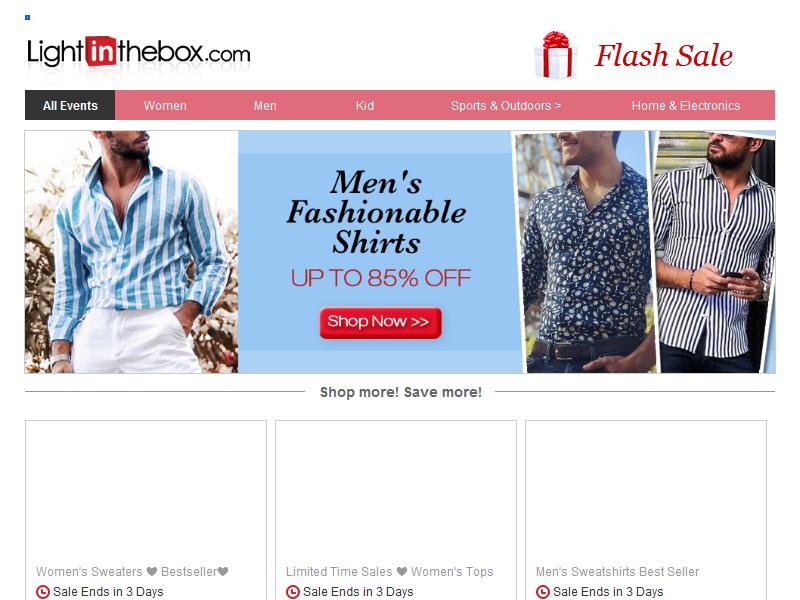 Lightinthebox.com
Flash Sale
All Events Women Men Kid Sports & Outdoors > Home & Electronics
Men's
Fashionable
Shirts
UP TO 85% OFF
Shop Now >>
Shop more! Save more!
Women's Sweaters ♥ Bestseller♥
Sale Ends in 3 Days
Limited Time Sales ♥ Women's Tops
Sale Ends in 3 Days
Men's Sweatshirts Best Seller
Sale Ends in 3 Days